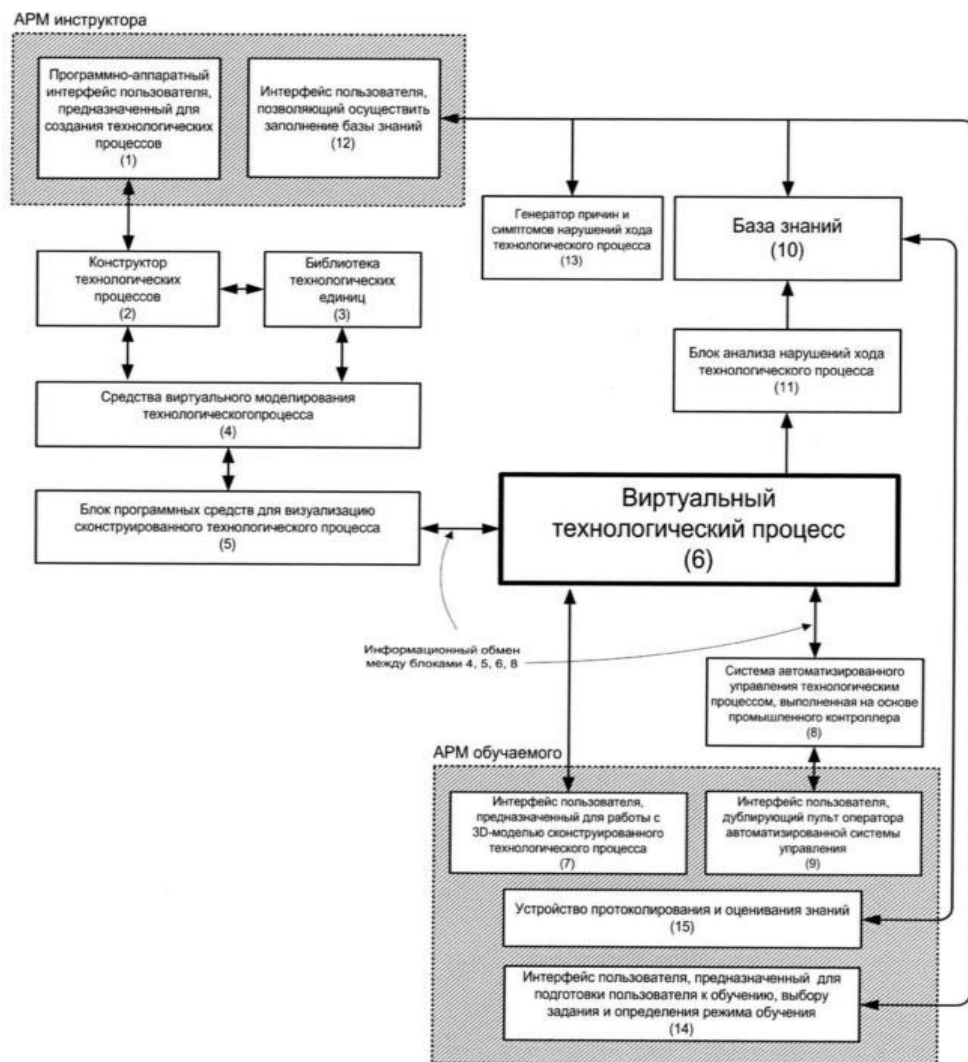 АРМ инструктора
Программно-аппаратный
интерфейс пользователя,
предназначенный для
создания технологических
процессов
(1)
Интерфейс пользователя,
позволяющий осуществить
заполнение базы знаний
(12)
Генератор причин и
симптомов нарушений хода
технологического процесса
(13)
База знаний
(10)
Конструктор
технологических
процессов
(2)
Библиотека
технологических
единиц
(3)
Блок анализа нарушений хода
технологического процесса
(11)
Средства виртуального моделирования
технологическогопроцесса
(4)
Блок программных средств для визуализацию
сконструированного технологического процесса
(5)
Виртуальный
технологический процесс
(6)
Информационный обмен
между блоками 4, 5, 6, 8
Система автоматизированного
управления технологическим
процессом, выполненная на основе
промышленного контроллера
(8)
АРМ обучаемого
Интерфейс пользователя,
предназначенный для работы с
3D-моделью сконструированного
технологического процесса
(7)
Интерфейс пользователя,
дублирующий пульт оператора
автоматизированной системы
управления
(9)
Устройство протоколирования и оценивания знаний
(15)
Интерфейс пользователя, предназначенный для
подготовки пользователя к обучению, выбору
задания и определения режима обучения
(14)